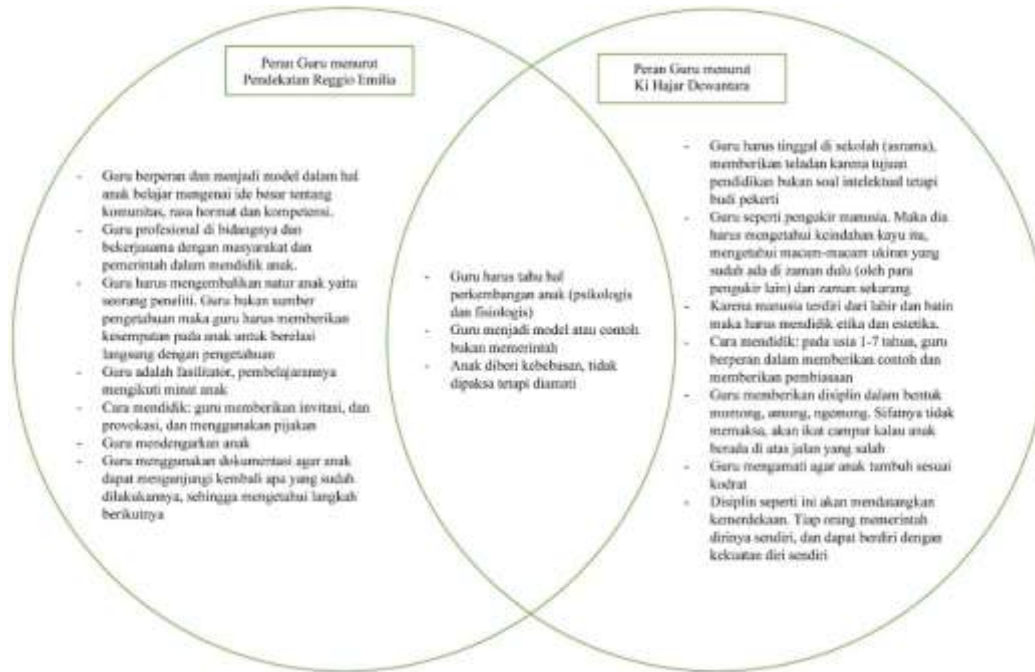 Peran Guru menurut
Pendekatan Reggio Emilia
- Guru berperan dan menjadi model dalam hal
anak belajar mengenai ide besar tentang
komunitas, rasa hormat dan kompetensi.
- Guru profesional di bidangnya dan
bekerjasama dengan masyarakat dan
pemerintah dalam mendidik anak.
- Guru harus mengembalikan natur anak yaitu
seorang peneliti. Guru bukan sumber
pengetahuan maka guru harus memberikan
kesempatan pada anak untuk berelasi
langsung dengan pengetahuan
- Guru adalah fasilitator, pembelajarannya
mengikuti minat anak
- Cara mendidik: guru memberikan invitasi, dan
provokasi, dan menggunakan pijakan
- Guru mendengarkan anak
- Guru menggunakan dokumentasi agar anak
dapat mengunjungi kembali apa yang sudah
dilakukannya, sehingga mengetahui langkah
berikutnya
- Guru harus tahu hal
perkembangan anak (psikologis
dan fisiologis)
- Guru menjadi model atau contoh
bukan memerintah
- Anak diberi kebebasan, tidak
dipaksa tetapi diamati
Peran Guru menurut
Ki Hajar Dewantara
- Guru harus tinggal di sekolah (asrama),
memberikan teladan karena tujuan
pendidikan bukan soal intelektual tetapi
budi pekerti
- Guru seperti pengukir manusia. Maka dia
harus mengetahui keindahan kayu itu,
mengetahui macam-macam ukiran yang
sudah ada di zaman dulu (oleh para
pengukir lain) dan zaman sekarang
- Karena manusia terdiri dari lahir dan batin
maka harus mendidik etika dan estetika.
- Cara mendidik: pada usia 1-7 tahun, guru
berperan dalam memberikan contoh dan
memberikan pembiasaan
- Guru memberikan disiplin dalam bentuk
momong, among, ngemong. Sifatnya tidak
memaksa, akan ikut campur kalau anak
berada di atas jalan yang salah
- Guru mengamati agar anak tumbuh sesuai
kodrat
- Disiplin seperti ini akan mendatangkan
kemerdekaan. Tiap orang memerintah
dirinya sendiri, dan dapat berdiri dengan
kekuatan diri sendiri